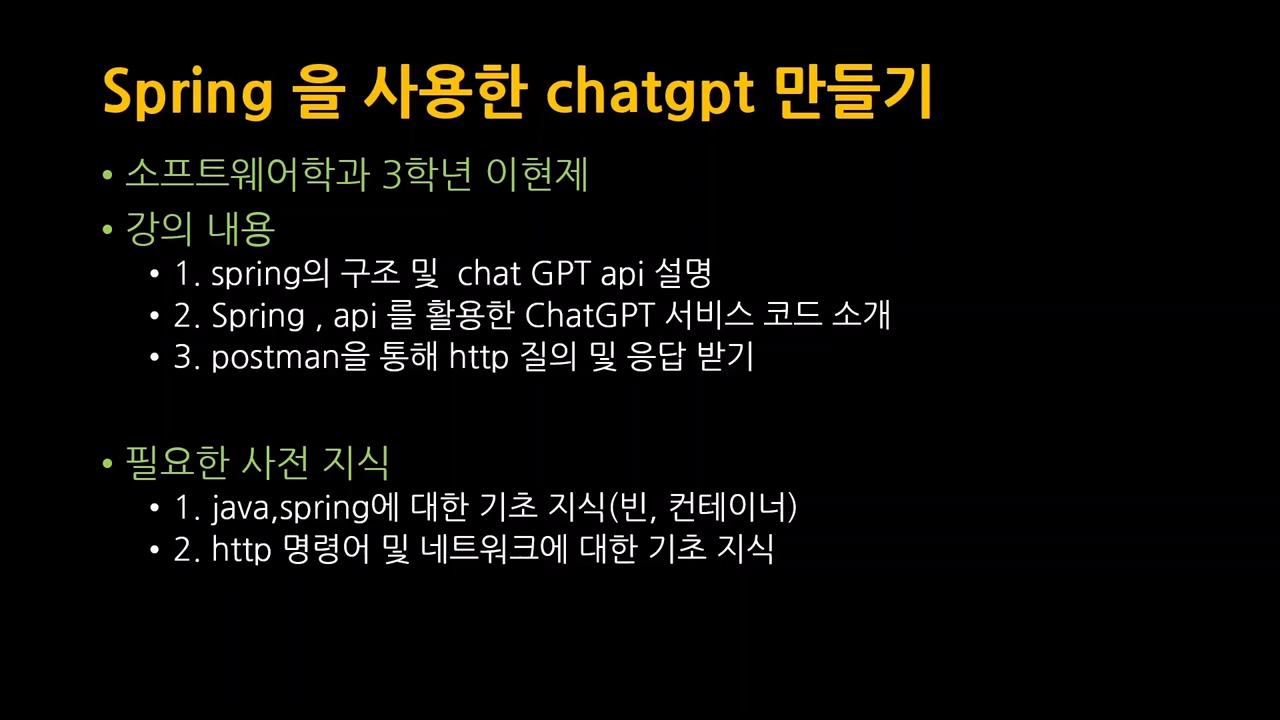 Spring 을 사용한 chatgpt 만들기
• 소프트웨어학과 3학년 이현제
• 강의 내용
• 1. spring의 구조 및  chat GPT api 설명
• 2. Spring , api 를 활용한 ChatGPT 서비스 코드 소개
• 3. postman을 통해 http 질의 및 응답 받기
• 필요한 사전 지식
• 1. java,spring에 대한 기초 지식(빈, 컨테이너)
• 2. http 명령어 및 네트워크에 대한 기초 지식